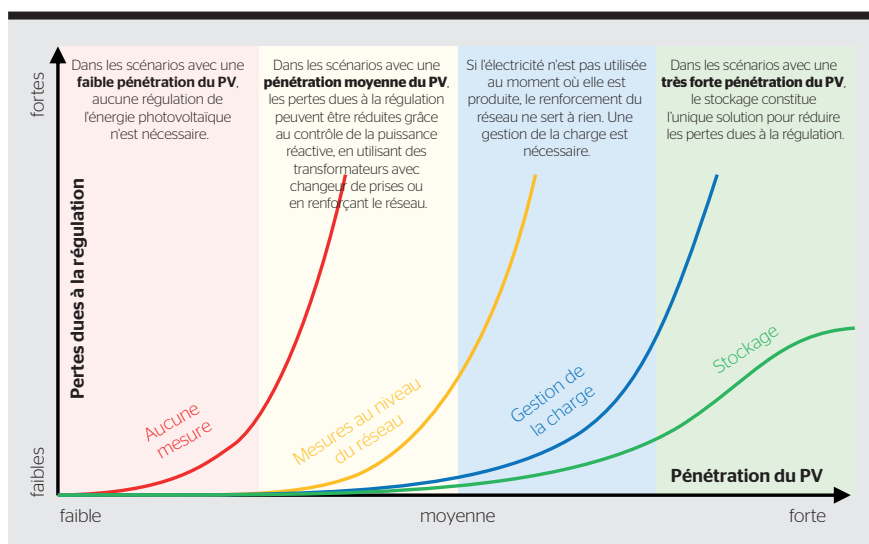 fortes
Pertes dues à la régulation
faibles
Dans les scénarios avec une
faible pénétration du PV,
aucune régulation de
l'énergie photovoltaïque
n'est nécessaire.
Dans les scénarios avec une
pénétration moyenne du PV,
les pertes dues à la régulation
peuvent être réduites grâce
au contrôle de la puissance
réactive, en utilisant des
transformateurs avec
changeur de prises ou
en renforçant le réseau.
Si l'électricité n'est pas utilisée
au moment où elle est
produite, le renforcement du
réseau ne sert à rien. Une
gestion de la charge est
nécessaire.
Dans les scénarios avec une
très forte pénétration du PV,
le stockage constitue
l'unique solution pour réduire
les pertes dues à la régulation.
Aucune
mesure
Mesures au niveau
du réseau
Gestion de
la charge
Stockage
Pénétration du PV
faible
moyenne
forte